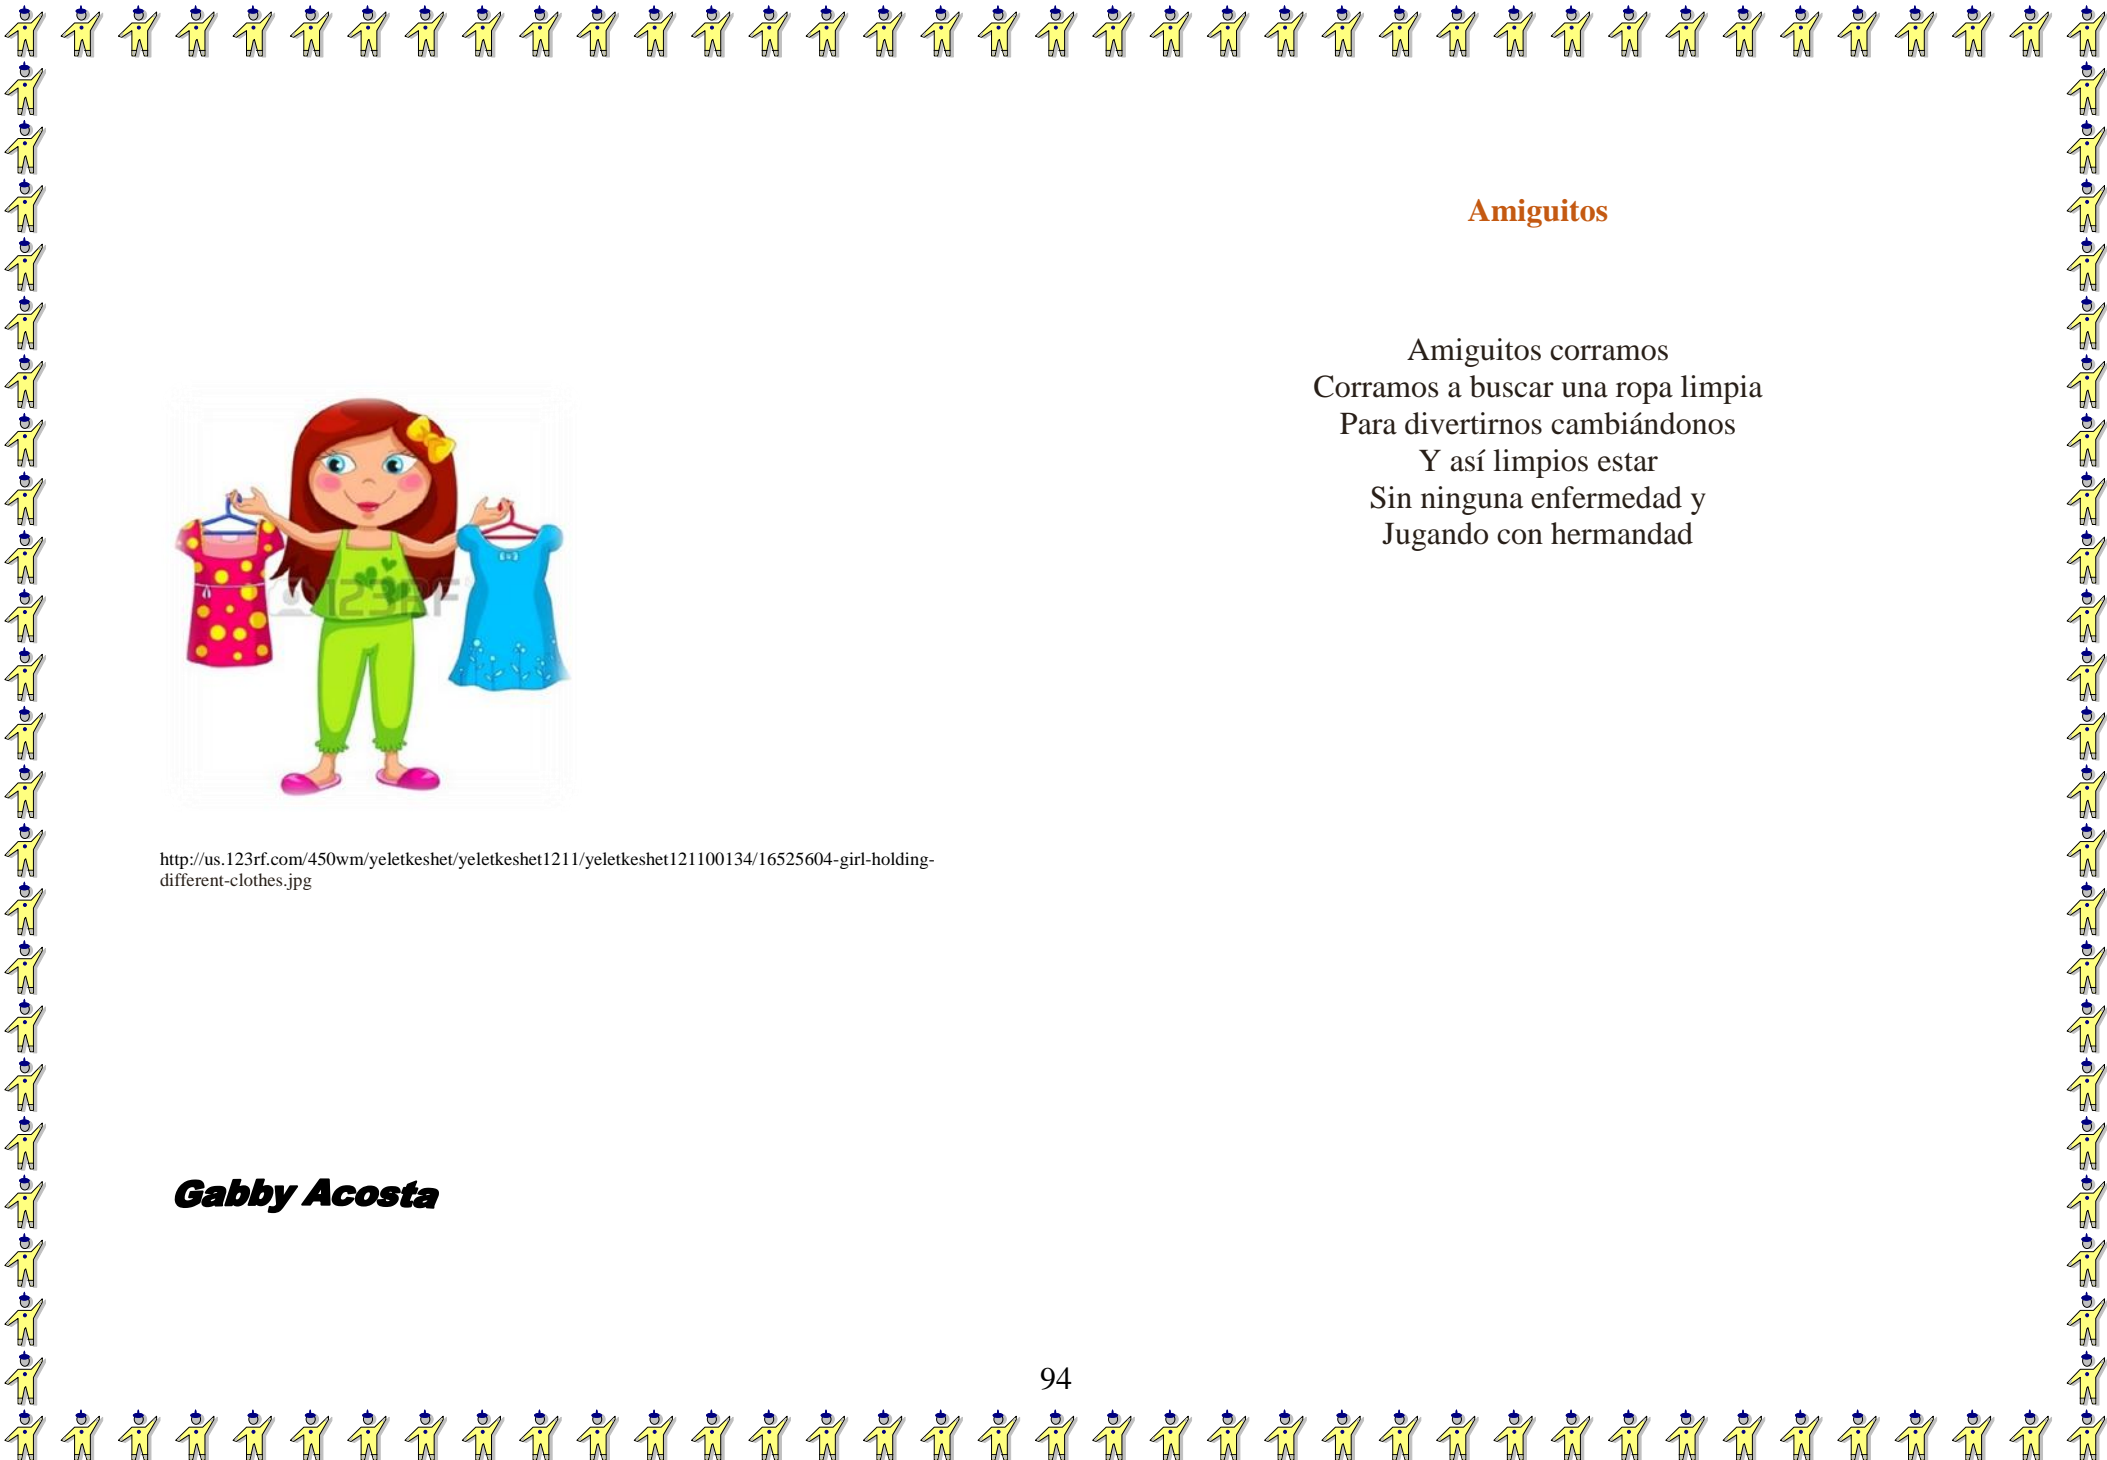 Amiguitos
Amiguitos corramos
Corramos a buscar una ropa limpia
Para divertirnos cambiándonos
Y así limpios estar
Sin ninguna enfermedad y
Jugando con hermandad
123RF
http://us.123rf.com/450wm/yeletkeshet/yeletkeshet1211/yeletkeshet121100134/16525604-girl-holding-
different-clothes.jpg
Gabby Acosta
94